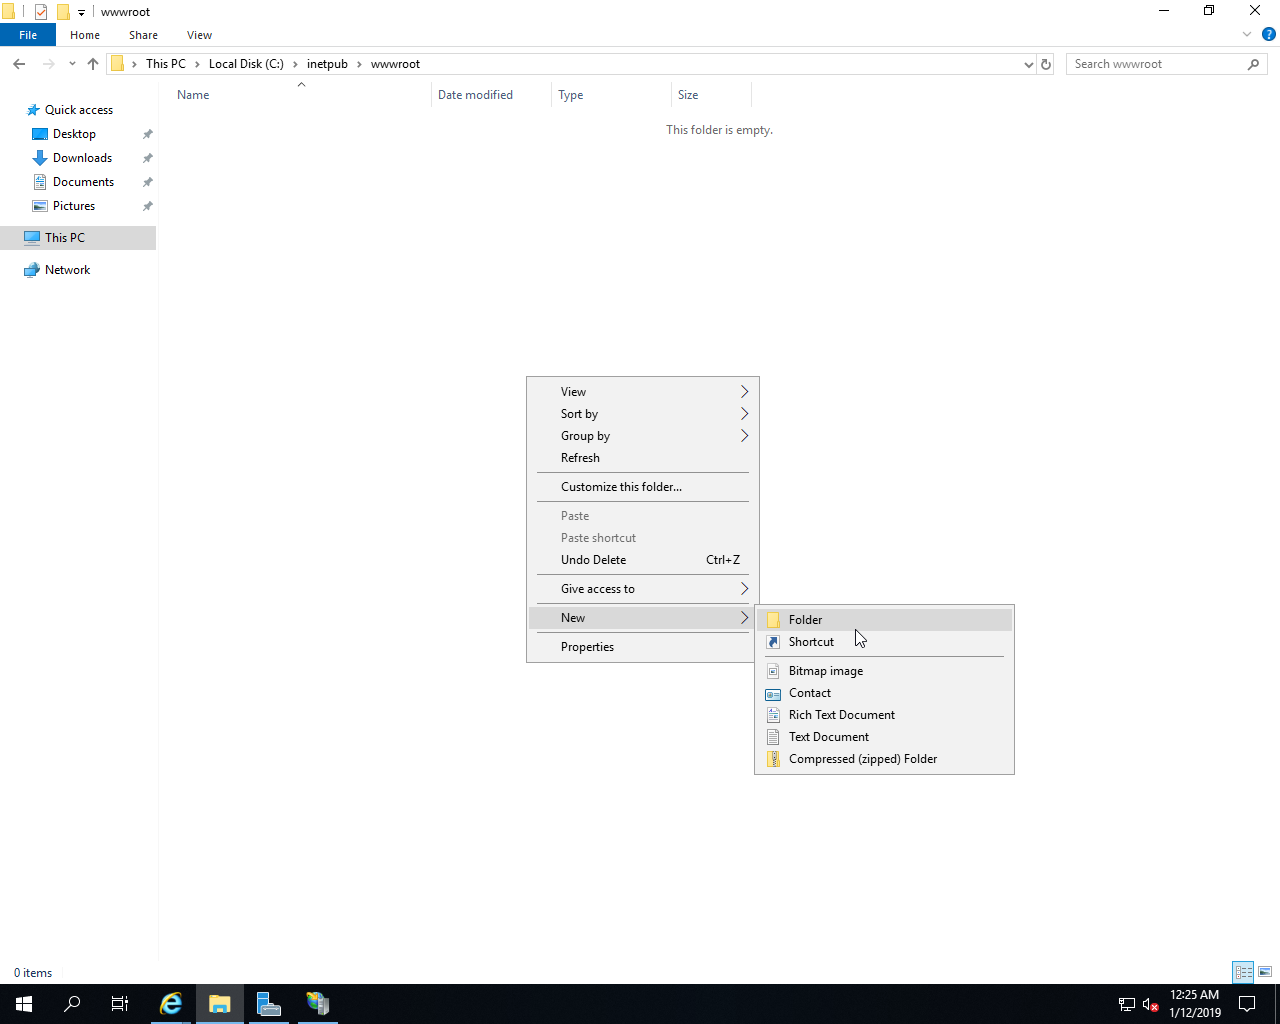 wwwroot
File Home Share View
This PC Local Disk (C:) inetpub wwwroot Search wwwroot
Name Date modified Type Size
This folder is empty.
Quick access
Desktop
Downloads
Documents
Pictures
This PC
Network
View
Sort by
Group by
Refresh
Customize this folder...
Paste
Paste shortcut
Undo Delete Ctrl+Z
Give access to
New
Properties
Folder
Shortcut
Bitmap image
Contact
Rich Text Document
Text Document
Compressed (zipped) Folder
0 items
12:25 AM
1/12/2019